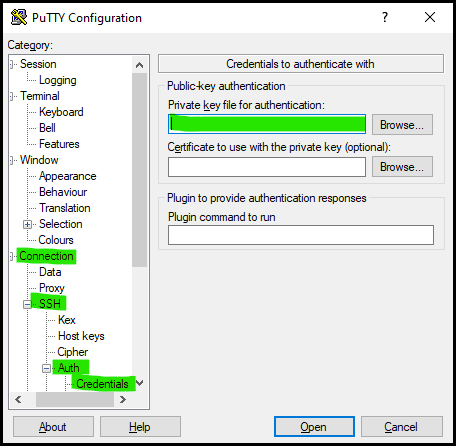 PuTTY Configuration
?
Category:
Session
Logging
Terminal
Keyboard
Bell
Features
Window
Appearance
Behaviour
Translation
Selection
Colours
Connection
Data
Proxy
SSH
Kex
Host keys
Cipher
Auth
Credentials
Credentials to authenticate with
Public-key authentication
Private key file for authentication:
Browse...
Certificate to use with the private key (optional):
Browse...
Plugin to provide authentication responses
Plugin command to run
About
Help
Open
Cancel